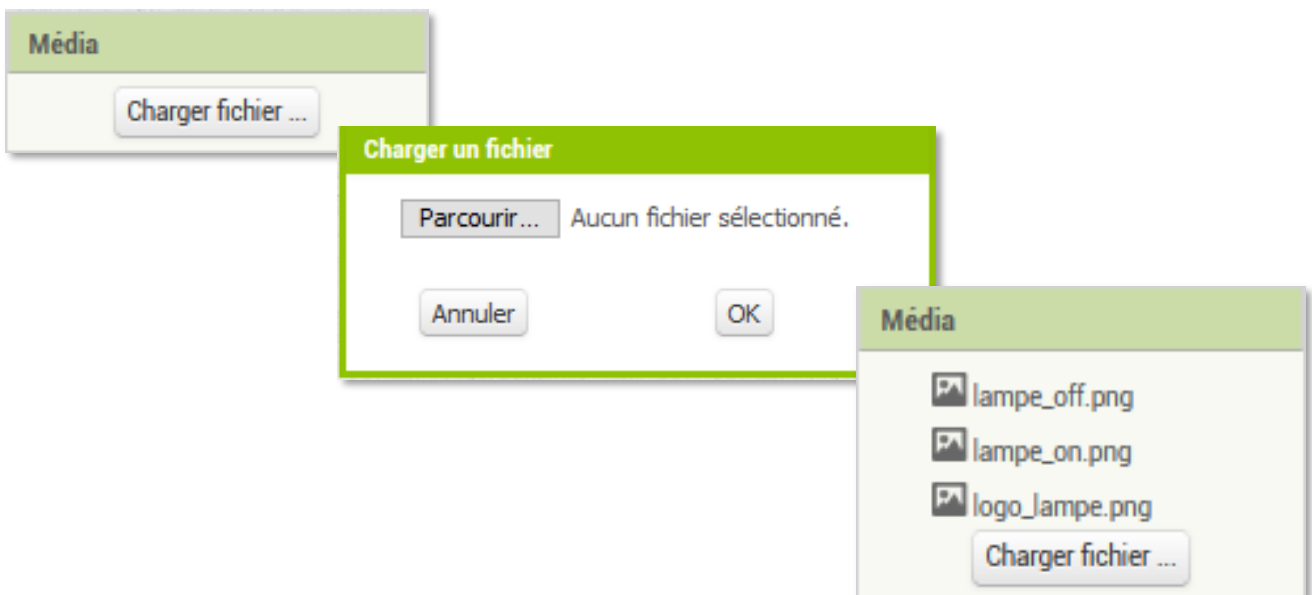 Média
Charger fichier ...
Charger un fichier
Parcourir... Aucun fichier sélectionné.
Annuler OK
Média
lampe_off.png
lampe_on.png
logo_lampe.png
Charger fichier ...